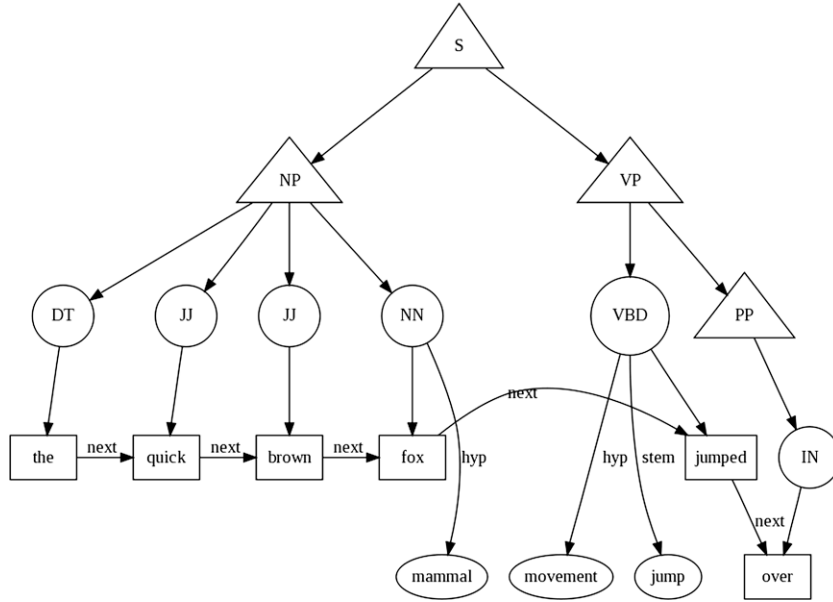 S
NP
VP
DT
JJ
JJ
NN
VBD
PP
next
the
next
quick
next
brown
next
fox
hyp
hyp
stem
jumped
IN
next
mammal
movement
jump
over